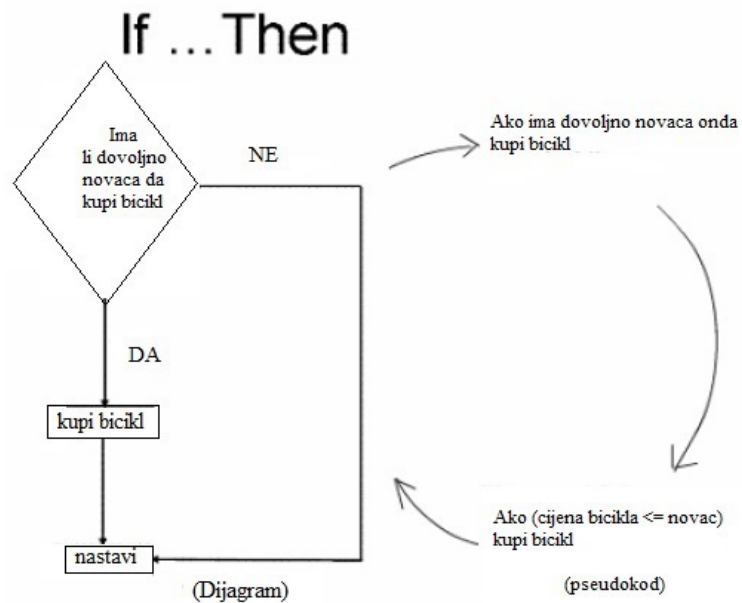 If ... Then
Ima
li dovoljno
novaca da
kupi bicikl
NE
DA
kupi bicikl
nastavi
(Dijagram)
Ako ima dovoljno novaca onda
kupi bicikl
Ako (cijena bicikla <= novac)
kupi bicikl
(pseudokod)